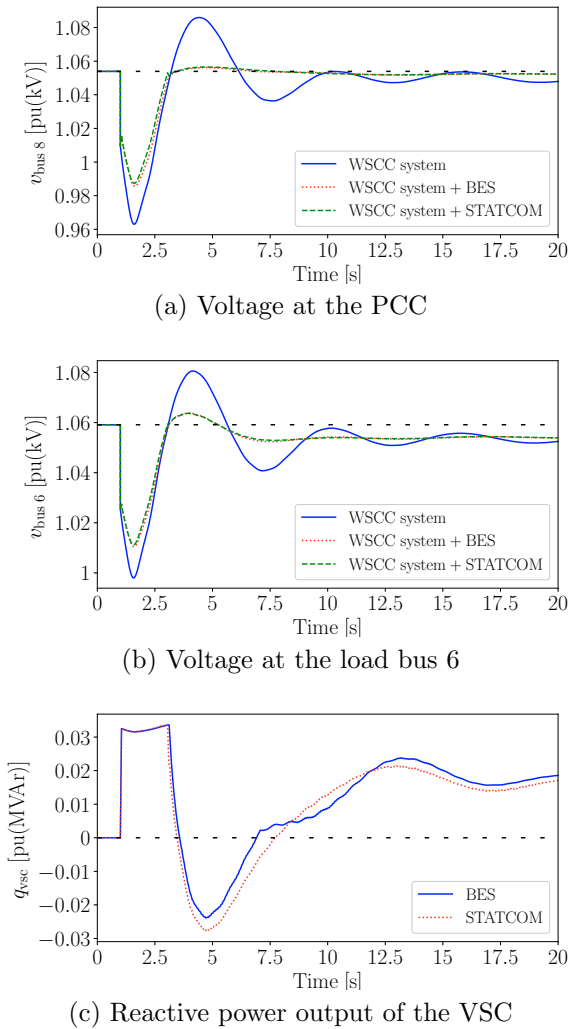 1.08
1.06
1.04
1.02
1
0.98
0.96
v_bus 8 [pu(kV)]
WSCC system
WSCC system + BES
WSCC system + STATCOM
0 2.5 5 7.5 10 12.5 15 17.5 20
Time [s]
(a) Voltage at the PCC
1.08
1.06
1.04
1.02
1
v_bus 6 [pu(kV)]
WSCC system
WSCC system + BES
WSCC system + STATCOM
0 2.5 5 7.5 10 12.5 15 17.5 20
Time [s]
(b) Voltage at the load bus 6
0.03
0.02
0.01
0
−0.01
−0.02
−0.03
q_vsc [pu(MVAr)]
BES
STATCOM
0 2.5 5 7.5 10 12.5 15 17.5 20
Time [s]
(c) Reactive power output of the VSC